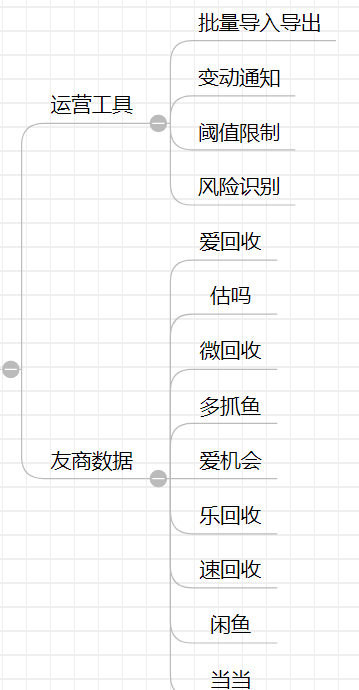 批量导入导出
变动通知
运营工具
阈值限制
风险识别
爱回收
估吗
微回收
多抓鱼
友商数据
爱机会
乐回收
速回收
闲鱼
当当